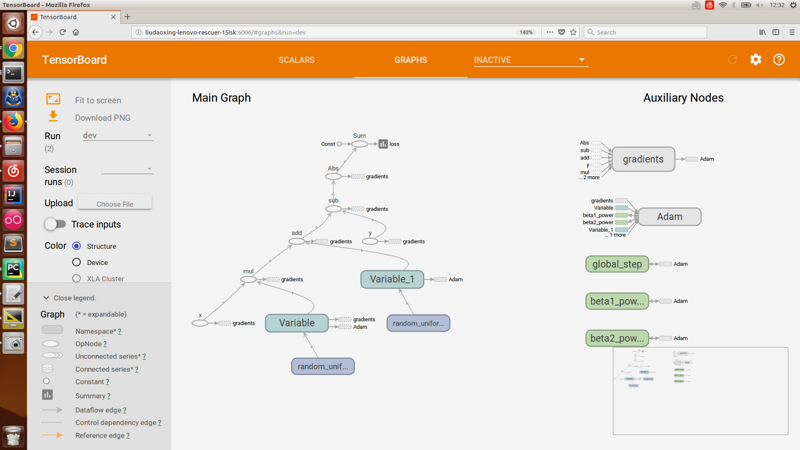 TensorBoard - Mozilla Firefox
12:32
TensorBoard
liudaoxing-lenovo-rescuer-15isk:6006/#graphs&run=dev
140%
Search
TensorBoard
SCALARS
GRAPHS
INACTIVE
Fit to screen
Download PNG
Run
(2)
dev
Session
runs (0)
Upload
Choose File
Trace inputs
Color
Structure
Device
XLA Cluster
Close legend.
Graph
(* = expandable)
Namespace* ?
OpNode ?
Unconnected series* ?
Connected series* ?
Constant ?
Summary ?
Dataflow edge ?
Control dependency edge ?
Reference edge ?
Main Graph
Sum
Const
loss
Abs
gradients
sub
gradients
add
gradients
y
gradients
mul
gradients
Variable_1
Adam
x
gradients
Variable
gradients
Adam
random_unifor...
random_unif...
Auxiliary Nodes
Abs
sub
add
y
mul
... 2 more
gradients
Adam
gradients
Variable
beta1_power
beta2_power
Variable_1
... 1 more
Adam
global_step
Adam
beta1_pow...
Adam
beta2_pow...
Adam